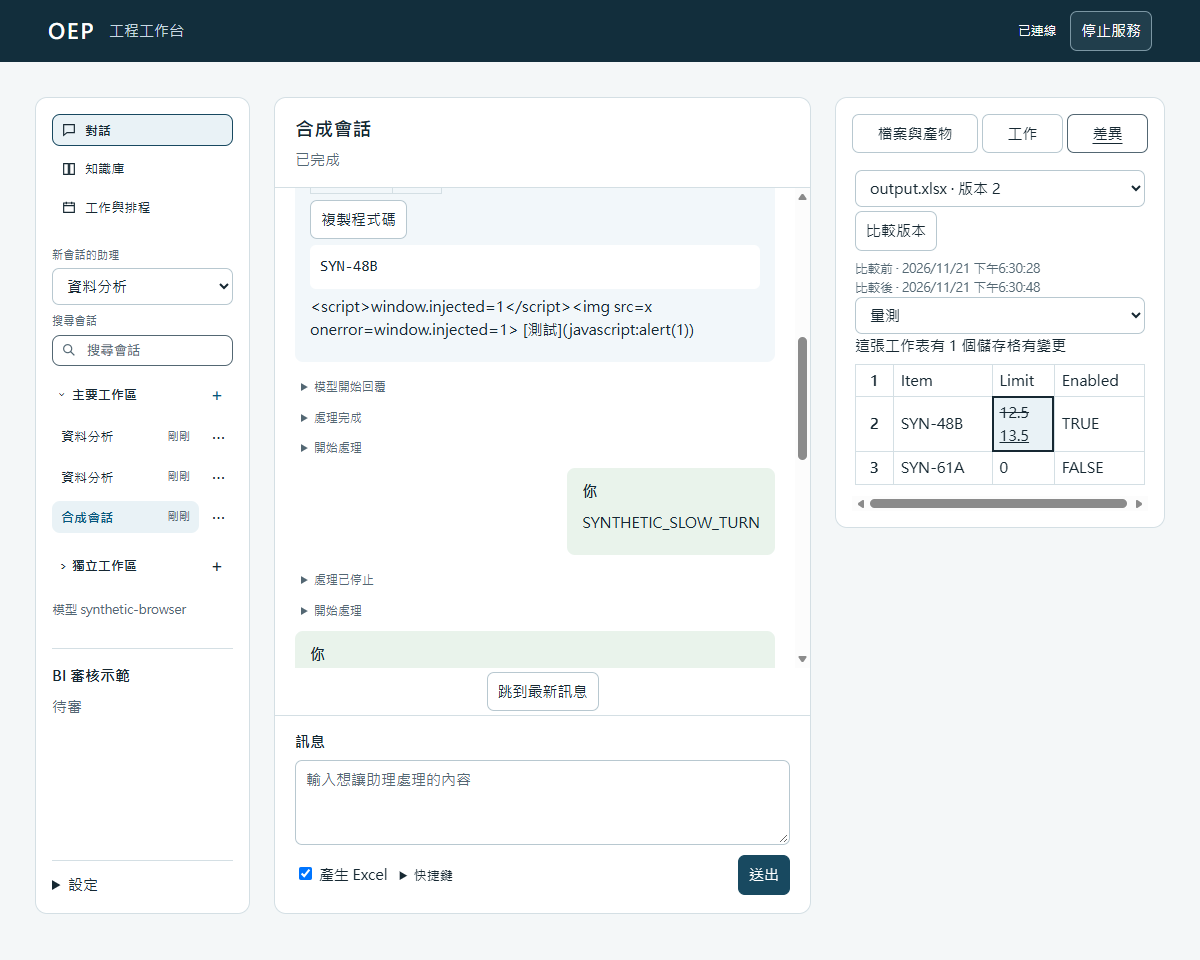 OEP 工程工作台
已連線
停止服務
對話
知識庫
工作與排程
新會話的助理
資料分析
搜尋會話
搜尋會話
主要工作區 +
資料分析 剛剛 ...
資料分析 剛剛 ...
合成會話 剛剛 ...
獨立工作區 +
模型 synthetic-browser
BI 審核示範
待審
設定
合成會話
已完成
複製程式碼
SYN-48B
<script>window.injected=1</script><img src=x
onerror=window.injected=1> [測試](javascript:alert(1))
模型開始回覆
處理完成
開始處理
你
SYNTHETIC_SLOW_TURN
處理已停止
開始處理
你
跳到最新訊息
訊息
輸入想讓助理處理的內容
產生 Excel 快捷鍵
送出
檔案與產物 工作 差異
output.xlsx · 版本 2
比較版本
比較前 · 2026/11/21 下午6:30:28
比較後 · 2026/11/21 下午6:30:48
量測
這張工作表有 1 個儲存格有變更
1 Item Limit Enabled
2 SYN-48B 12.5 13.5 TRUE
3 SYN-61A 0 FALSE